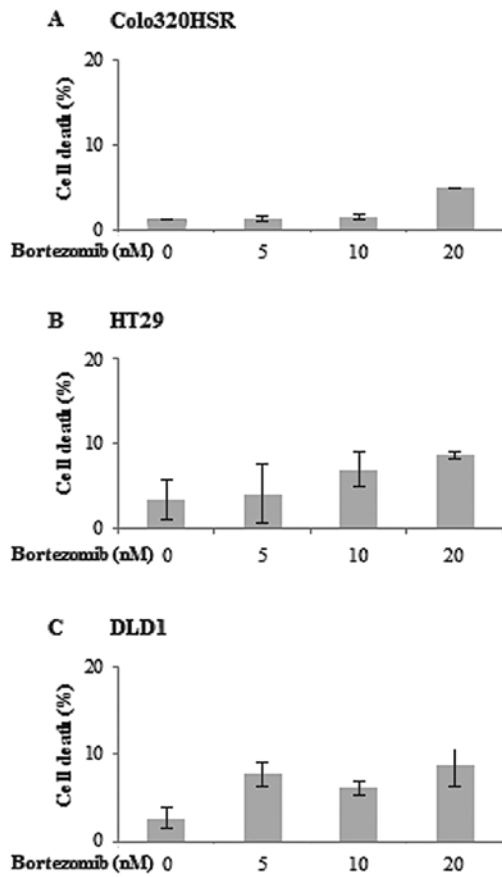 A Colo320HSR
20
10
0
Cell death (%)
Bortezomib (nM) 0 5 10 20
B HT29
20
10
0
Cell death (%)
Bortezomib (nM) 0 5 10 20
C DLD1
20
10
0
Cell death (%)
Bortezomib (nM) 0 5 10 20